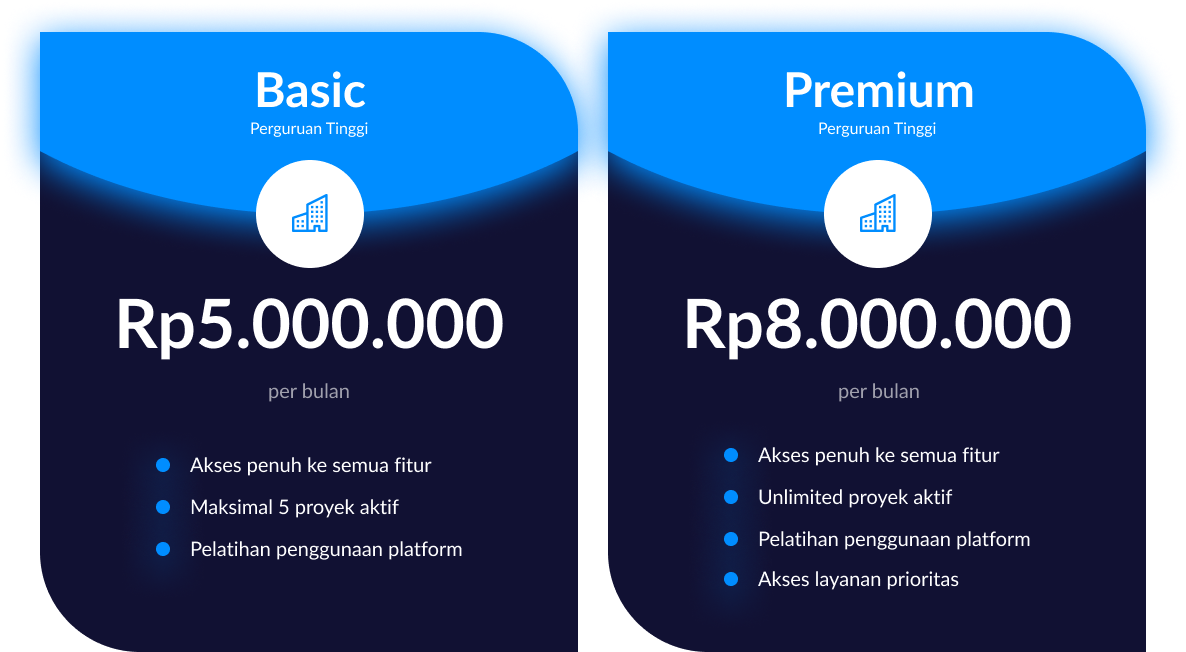 Basic
Perguruan Tinggi
Rp5.000.000
per bulan
Akses penuh ke semua fitur
Maksimal 5 proyek aktif
Pelatihan penggunaan platform
Premium
Perguruan Tinggi
Rp8.000.000
per bulan
Akses penuh ke semua fitur
Unlimited proyek aktif
Pelatihan penggunaan platform
Akses layanan prioritas